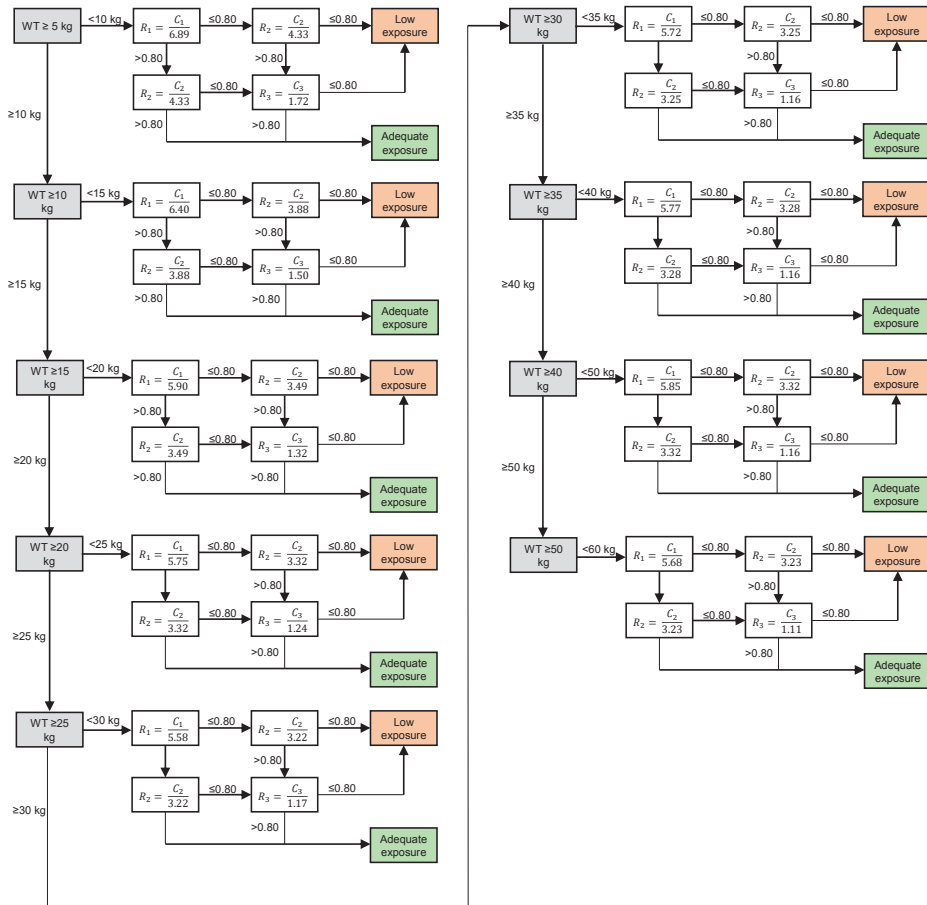 WT ≥ 5 kg
<10 kg
R₁ = C₁/6.89
≤0.80
R₂ = C₂/4.33
≤0.80
Low exposure
>0.80
>0.80
R₂ = C₂/4.33
≤0.80
R₃ = C₃/1.72
≤0.80
>0.80
>0.80
Adequate exposure
≥10 kg
WT ≥10 kg
<15 kg
R₁ = C₁/6.40
≤0.80
R₂ = C₂/3.88
≤0.80
Low exposure
>0.80
>0.80
R₂ = C₂/3.88
≤0.80
R₃ = C₃/1.50
≤0.80
>0.80
>0.80
Adequate exposure
≥15 kg
WT ≥15 kg
<20 kg
R₁ = C₁/5.90
≤0.80
R₂ = C₂/3.49
≤0.80
Low exposure
>0.80
>0.80
R₂ = C₂/3.49
≤0.80
R₃ = C₃/1.32
≤0.80
>0.80
>0.80
Adequate exposure
≥20 kg
WT ≥20 kg
<25 kg
R₁ = C₁/5.75
≤0.80
R₂ = C₂/3.32
≤0.80
Low exposure
>0.80
R₂ = C₂/3.32
≤0.80
R₃ = C₃/1.24
≤0.80
>0.80
Adequate exposure
≥25 kg
WT ≥25 kg
<30 kg
R₁ = C₁/5.58
≤0.80
R₂ = C₂/3.22
≤0.80
Low exposure
>0.80
R₂ = C₂/3.22
≤0.80
R₃ = C₃/1.17
≤0.80
>0.80
Adequate exposure
≥30 kg
WT ≥30 kg
<35 kg
R₁ = C₁/5.72
≤0.80
R₂ = C₂/3.25
≤0.80
Low exposure
>0.80
R₂ = C₂/3.25
≤0.80
R₃ = C₃/1.16
≤0.80
>0.80
Adequate exposure
≥35 kg
WT ≥35 kg
<40 kg
R₁ = C₁/5.77
≤0.80
R₂ = C₂/3.28
≤0.80
Low exposure
>0.80
R₂ = C₂/3.28
≤0.80
R₃ = C₃/1.16
≤0.80
>0.80
Adequate exposure
≥40 kg
WT ≥40 kg
<50 kg
R₁ = C₁/5.85
≤0.80
R₂ = C₂/3.32
≤0.80
Low exposure
>0.80
R₂ = C₂/3.32
≤0.80
R₃ = C₃/1.16
≤0.80
>0.80
Adequate exposure
≥50 kg
WT ≥50 kg
<60 kg
R₁ = C₁/5.68
≤0.80
R₂ = C₂/3.23
≤0.80
Low exposure
>0.80
R₂ = C₂/3.23
≤0.80
R₃ = C₃/1.11
≤0.80
>0.80
Adequate exposure